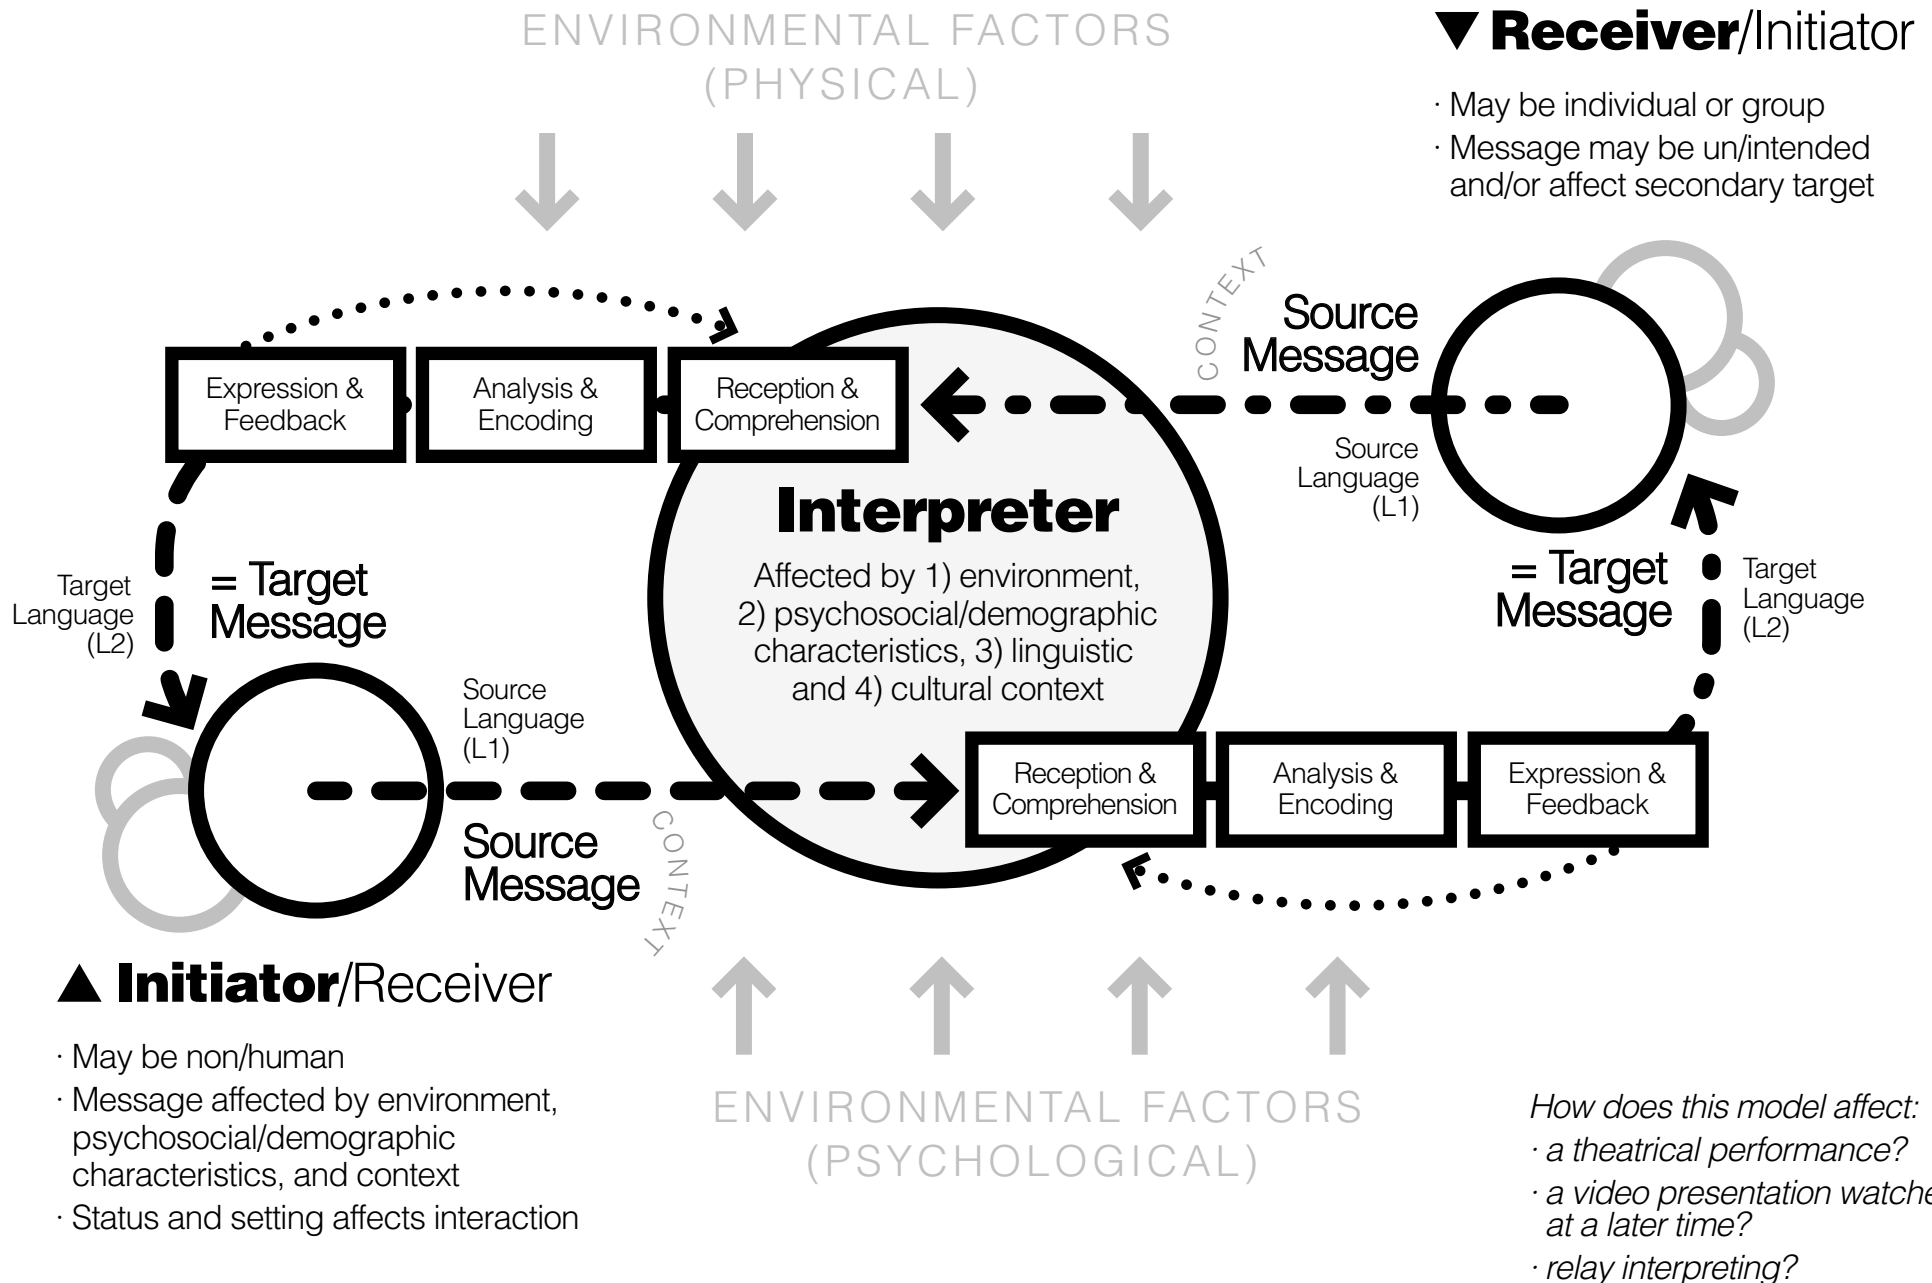 ENVIRONMENTAL FACTORS
(PHYSICAL)
▼ Receiver/Initiator
· May be individual or group
· Message may be un/intended
and/or affect secondary target
CONTEXT
Source
Message
Source
Language
(L1)
Expression &
Feedback
Analysis &
Encoding
Reception &
Comprehension
Interpreter
Affected by 1) environment,
2) psychosocial/demographic
characteristics, 3) linguistic
and 4) cultural context
Target
Language
(L2)
= Target
Message
= Target
Message
Target
Language
(L2)
Source
Language
(L1)
Source
Message
CONTEXT
Reception &
Comprehension
Analysis &
Encoding
Expression &
Feedback
▲ Initiator/Receiver
· May be non/human
· Message affected by environment,
psychosocial/demographic
characteristics, and context
· Status and setting affects interaction
ENVIRONMENTAL FACTORS
(PSYCHOLOGICAL)
How does this model affect:
· a theatrical performance?
· a video presentation watche
at a later time?
· relay interpreting?